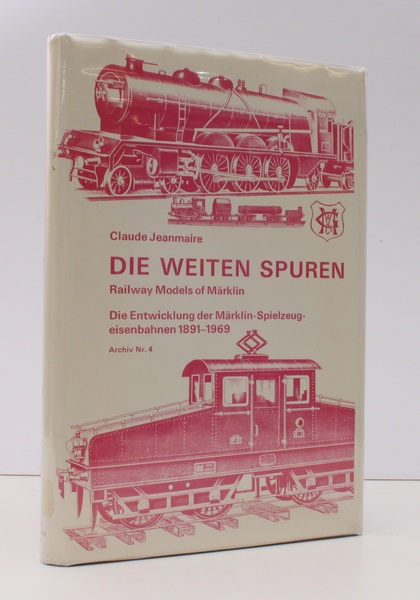 Claude Jeanmaire
DIE WEITEN SPUREN
Railway Models of Märklin
Die Entwicklung der Märklin-Spielzeug-
eisenbahnen 1891–1969
Archiv Nr. 4